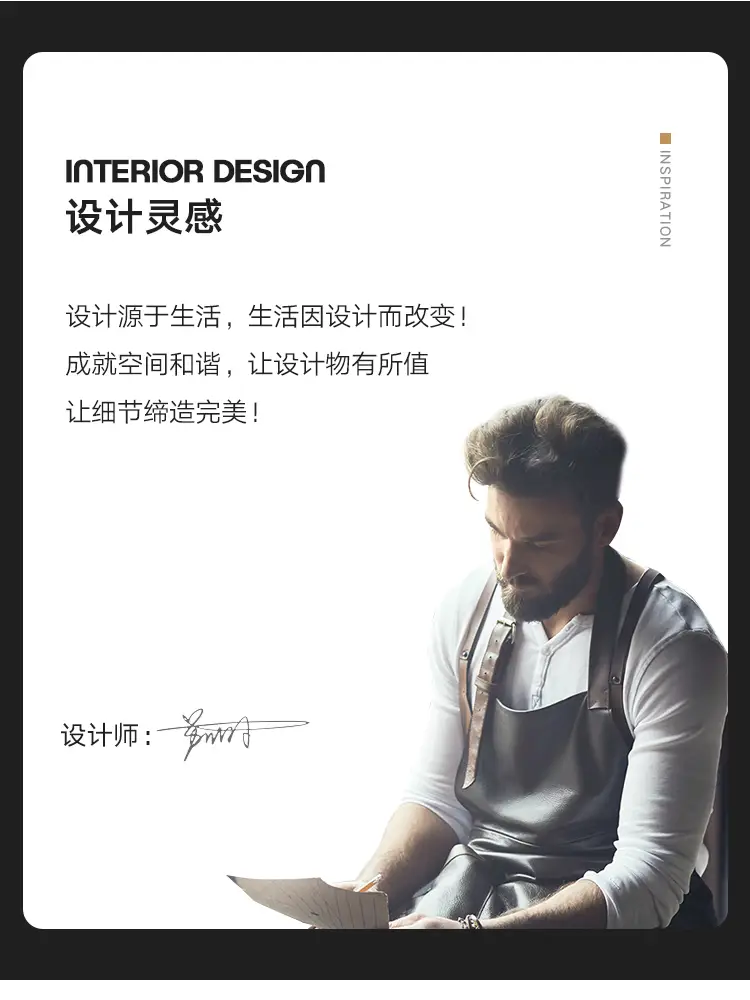 INTERIOR DESIGN
设计灵感
INSPIRATION
设计源于生活，生活因设计而改变！
成就空间和谐，让设计物有所值
让细节缔造完美！
设计师：